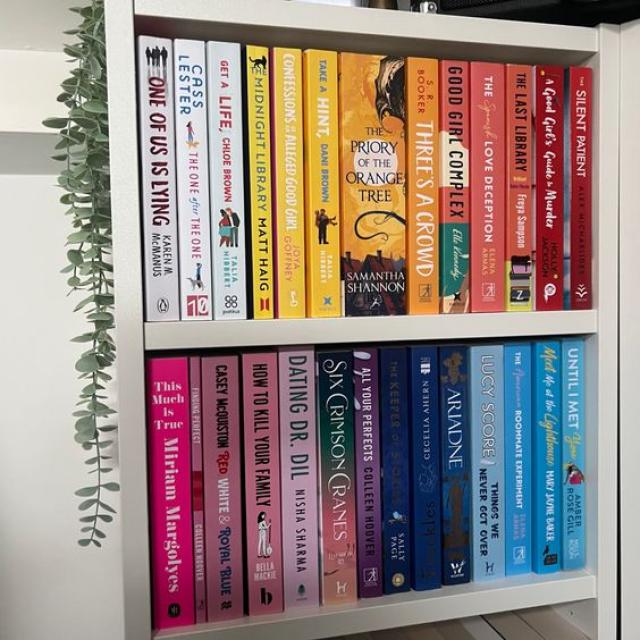 ONE OF US IS LYING KAREN M. McMANUS
CASS LESTER THE ONE after THE ONE
GET A LIFE, CHLOE BROWN TALIA HIBBERT
THE MIDNIGHT LIBRARY MATT HAIG
CONFESSIONS OF AN ALLEGED GOOD GIRL JOYA GOFFNEY
TAKE A HINT, DANI BROWN TALIA HIBBERT
THE
PRIORY
OF THE
ORANGE
TREE
SAMANTHA
SHANNON
S. R. BOOKER THREE'S A CROWD
GOOD GIRL COMPLEX Elle Kennedy
THE Spanish LOVE DECEPTION ELENA ARMAS
THE LAST LIBRARY Freya Sampson
A Good Girl's Guide to Murder HOLLY JACKSON
THE SILENT PATIENT ALEX MICHAELIDES
This
Much is
True
Miriam Margolyes
FINDING PERFECT COLLEEN HOOVER
CASEY McQUISTON RED WHITE & ROYAL BLUE
HOW TO KILL YOUR FAMILY BELLA MACKIE
DATING DR. DIL NISHA SHARMA
SIX CRIMSON CRANES
ALL YOUR PERFECTS COLLEEN HOOVER
THE KEEPER OF STORIES SALLY PAGE
CECELIA AHERN
ARIADNE
LUCY SCORE THINGS WE NEVER GOT OVER
THE American ROOMMATE EXPERIMENT ELENA ARMAS
Meet Me at the Lighthouse MARY JAYNE BAKER
UNTIL I MET You AMBER ROSE GILL